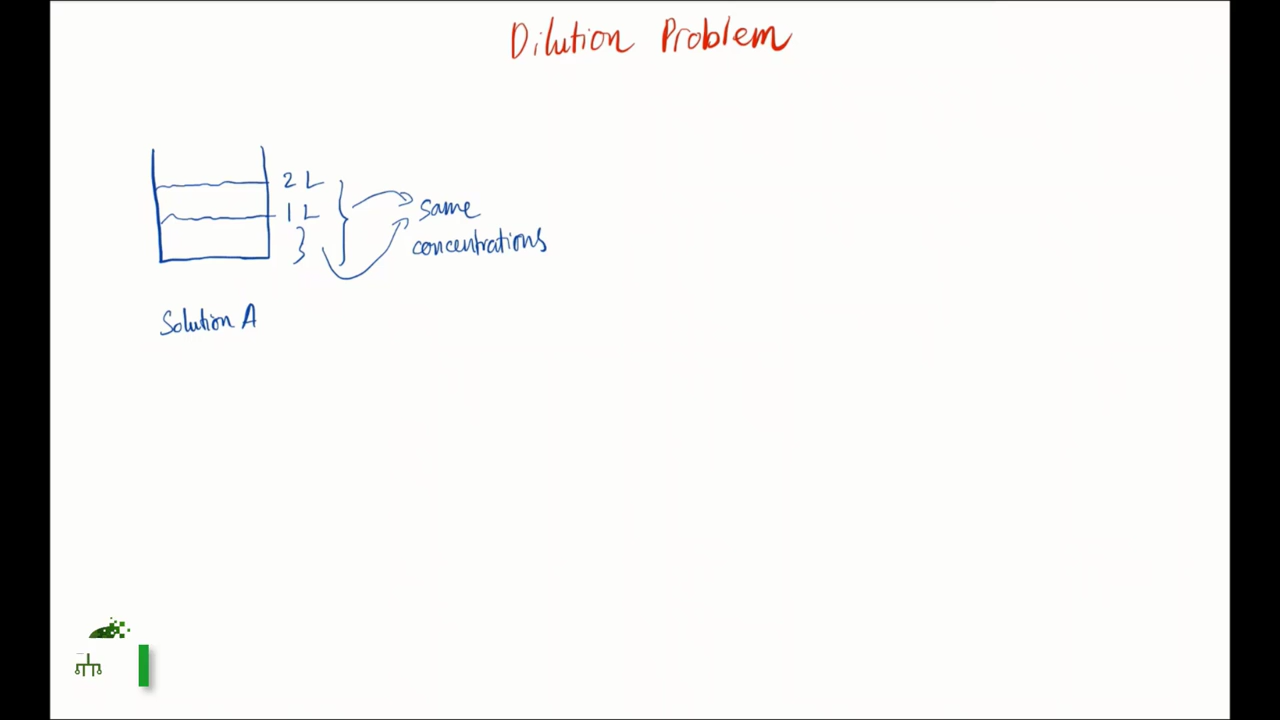 Dilution Problem
2 L
1 L
same
concentrations
Solution A